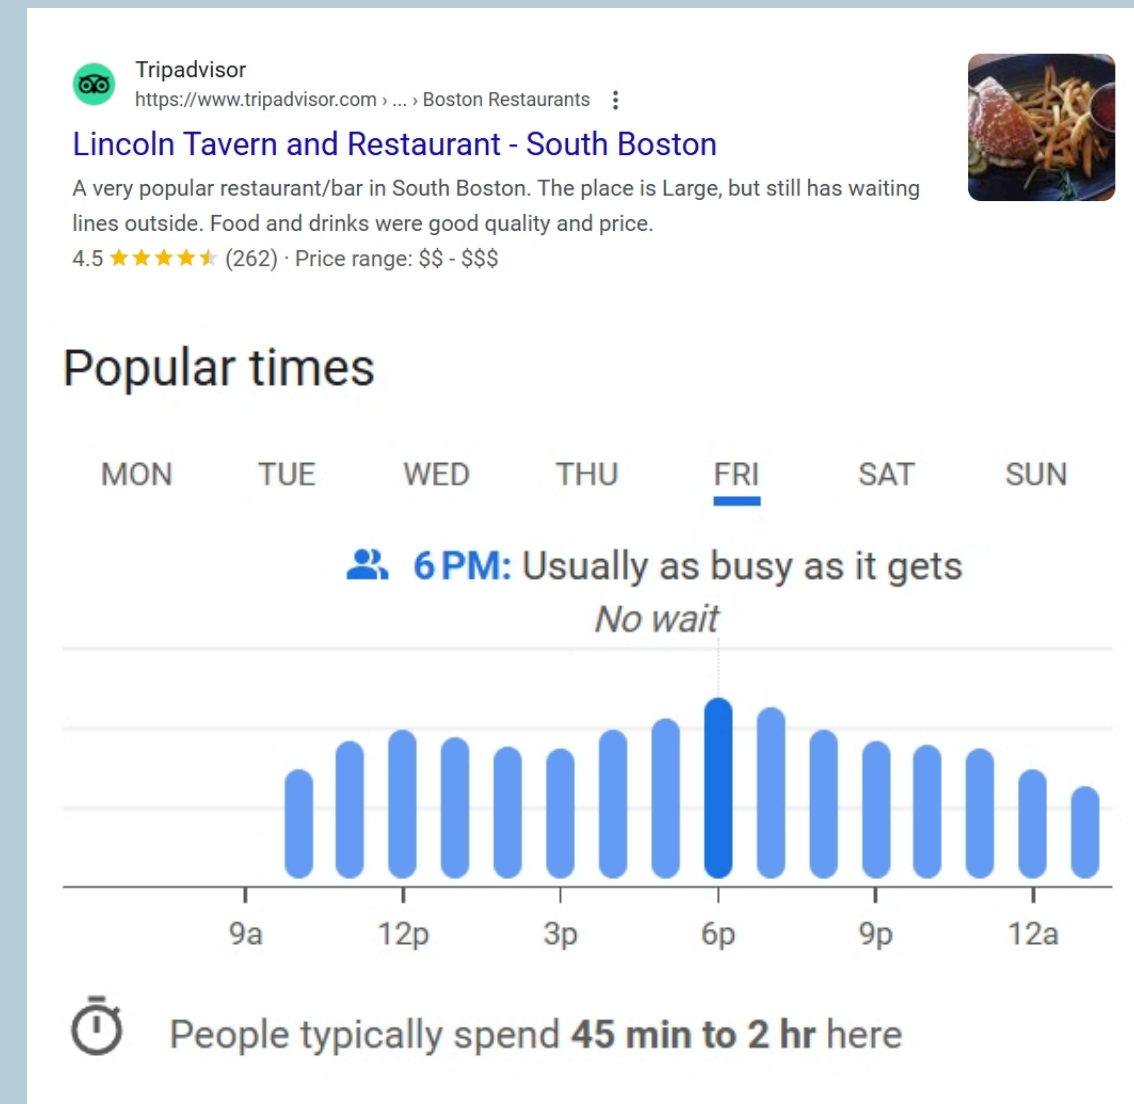 Tripadvisor
https://www.tripadvisor.com › ... › Boston Restaurants
Lincoln Tavern and Restaurant - South Boston
A very popular restaurant/bar in South Boston. The place is Large, but still has waiting
lines outside. Food and drinks were good quality and price.
4.5 (262) · Price range: $$ - $$$
Popular times
MON TUE WED THU FRI SAT SUN
6 PM: Usually as busy as it gets
No wait
9a 12p 3p 6p 9p 12a
People typically spend 45 min to 2 hr here